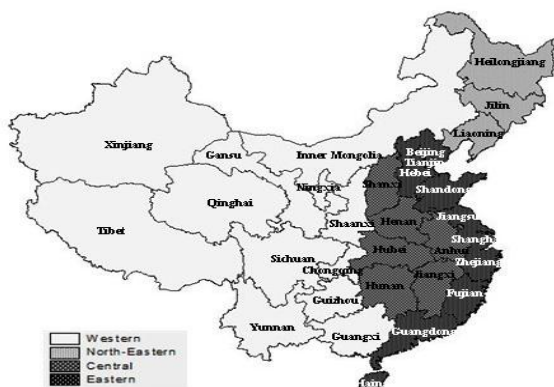 Heilongjiang
Jilin
Liaoning
Beijing
Tianjin
Hebei
Xinjiang
Gansu
Inner Mongolia
Ningxia
Shanxi
Shandong
Qinghai
Shaanxi
Henan
Jiangsu
Tibet
Sichuan
Hubei
Anhui
Shangha
Zhejiang
Chongqing
Hunan
Jiangxi
Guizhou
Fujian
Yunnan
Guangxi
Guangdong
Western
North-Eastern
Central
Eastern